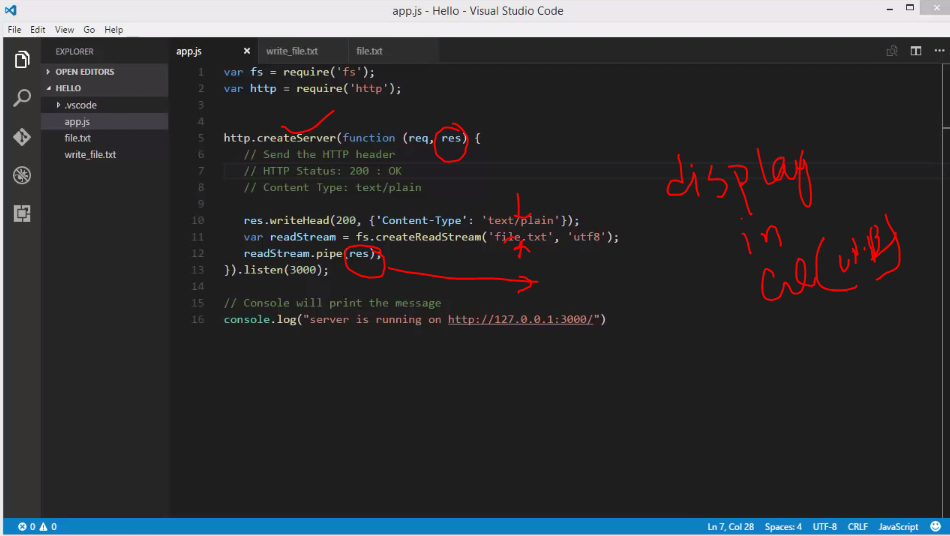 app.js - Hello - Visual Studio Code
File Edit View Go Help
EXPLORER
OPEN EDITORS
HELLO
.vscode
app.js
file.txt
write_file.txt
app.js write_file.txt file.txt
1 var fs = require('fs');
2 var http = require('http');
3
4
5 http.createServer(function (req, res) {
6 // Send the HTTP header
7 // HTTP Status: 200 : OK
8 // Content Type: text/plain
9
10 res.writeHead(200, {'Content-Type': 'text/plain'});
11 var readStream = fs.createReadStream('file.txt', 'utf8');
12 readStream.pipe(res);
13 }).listen(3000);
14
15 // Console will print the message
16 console.log("server is running on http://127.0.0.1:3000/")
display
in
0 0 Ln 7, Col 28 Spaces: 4 UTF-8 CRLF JavaScript